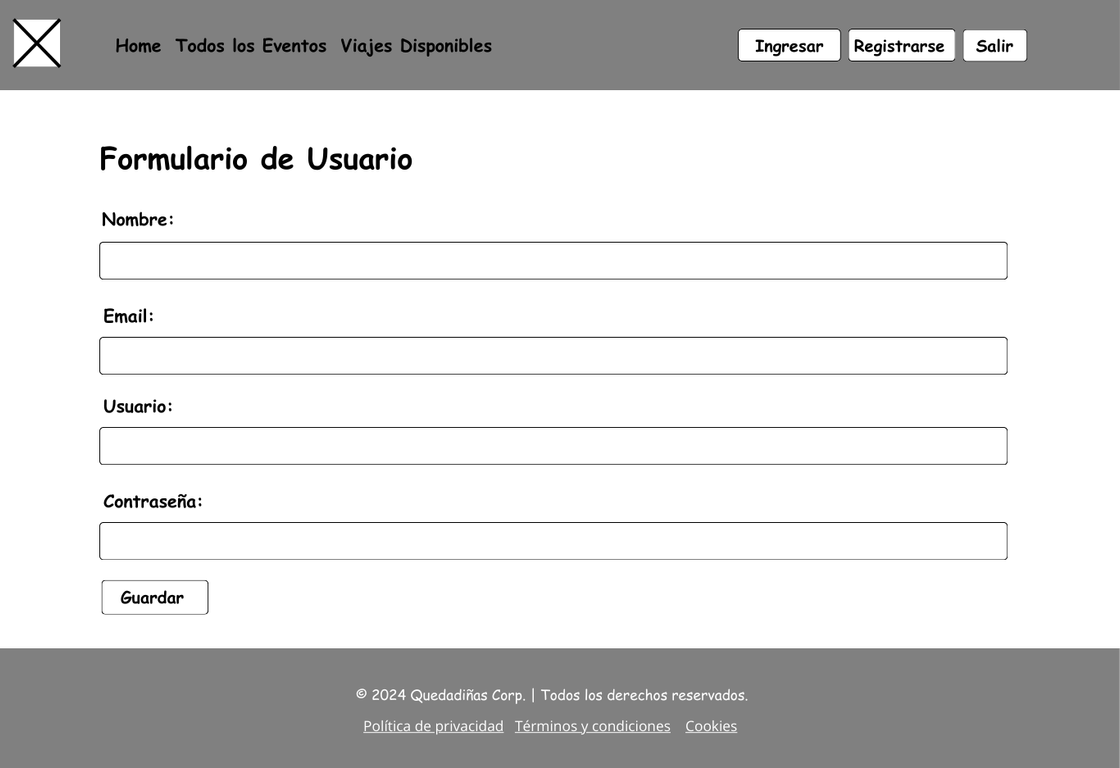 Home Todos los Eventos Viajes Disponibles Ingresar Registrarse Salir
Formulario de Usuario
Nombre:
Email:
Usuario:
Contraseña:
Guardar
© 2024 Quedadiñas Corp. | Todos los derechos reservados.
Política de privacidad Términos y condiciones Cookies